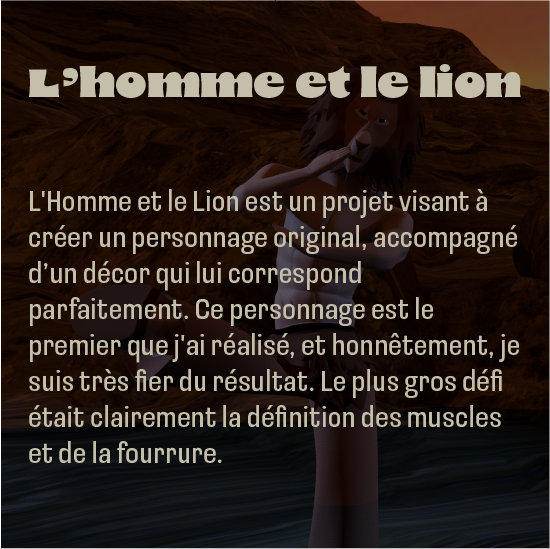 L’homme et le lion
L'Homme et le Lion est un projet visant à
créer un personnage original, accompagné
d’un décor qui lui correspond
parfaitement. Ce personnage est le
premier que j'ai réalisé, et honnêtement, je
suis très fier du résultat. Le plus gros défi
était clairement la définition des muscles
et de la fourrure.